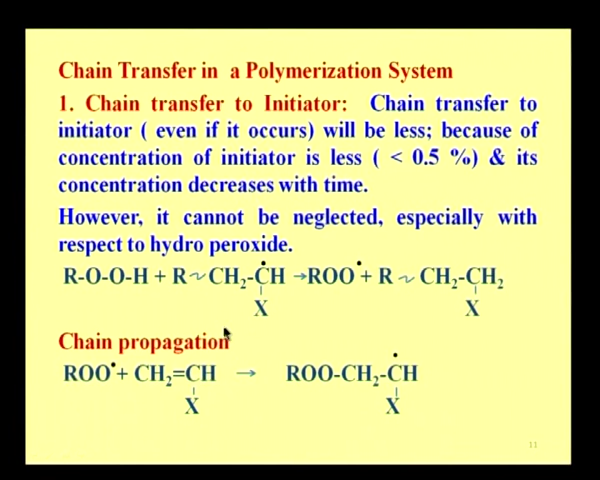 Chain Transfer in a Polymerization System
1. Chain transfer to Initiator: Chain transfer to
initiator ( even if it occurs) will be less; because of
concentration of initiator is less ( < 0.5 %) & its
concentration decreases with time.
However, it cannot be neglected, especially with
respect to hydro peroxide.
R-O-O-H + R~CH₂-ĊH →ROO• + R ~ CH₂-CH₂
X X
Chain propagation
ROO•+ CH₂=CH → ROO-CH₂-ĊH
X X
11